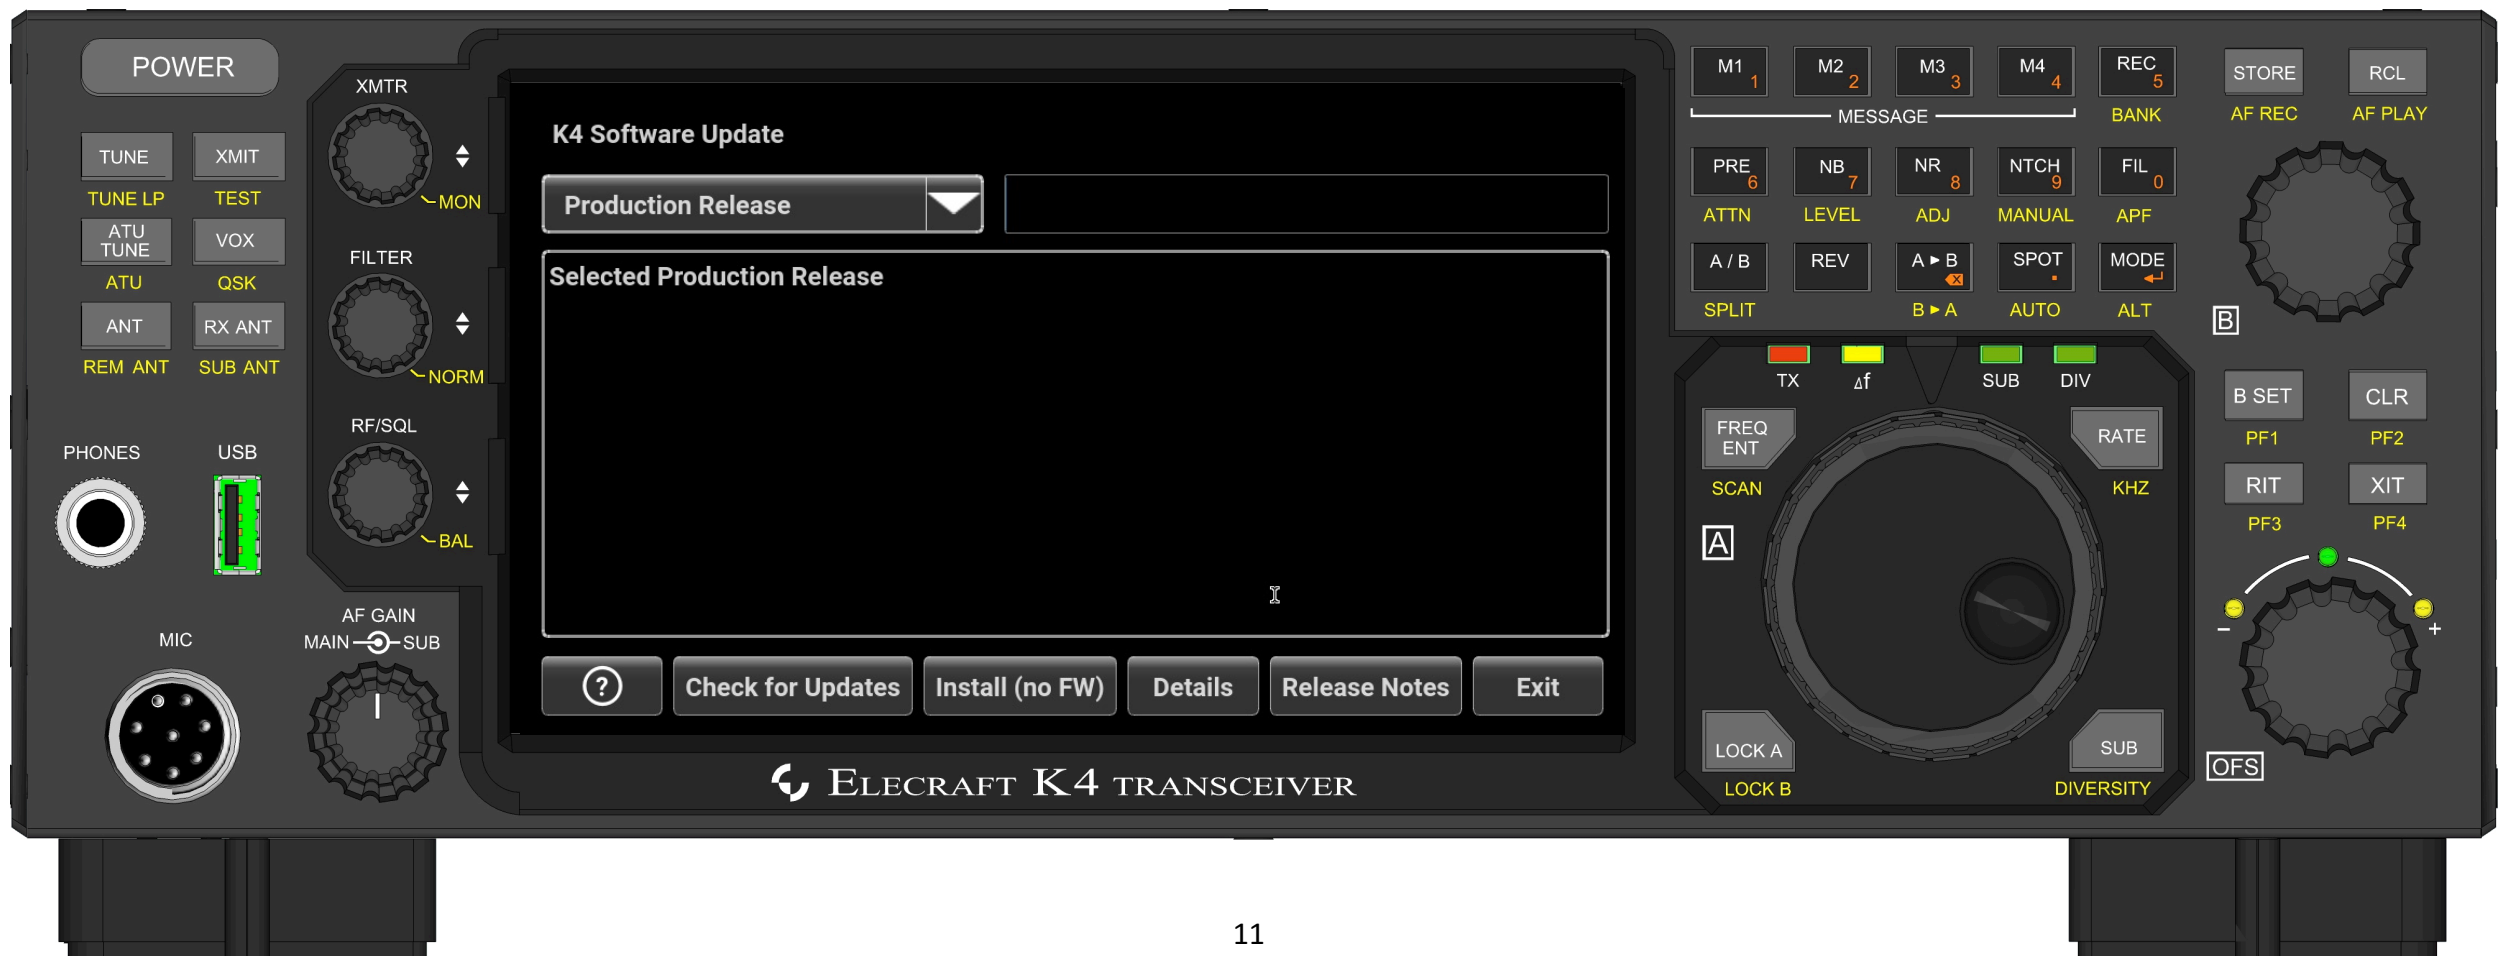 POWER
TUNE
XMIT
TUNE LP
TEST
ATU
TUNE
VOX
ATU
QSK
ANT
RX ANT
REM ANT
SUB ANT
PHONES
USB
MIC
XMTR
MON
FILTER
NORM
RF/SQL
BAL
AF GAIN
MAIN
SUB
K4 Software Update
Production Release
Selected Production Release
?
Check for Updates
Install (no FW)
Details
Release Notes
Exit
ELECRAFT K4 TRANSCEIVER
M1 1
M2 2
M3 3
M4 4
REC 5
MESSAGE
BANK
PRE 6
NB 7
NR 8
NTCH 9
FIL 0
ATTN
LEVEL
ADJ
MANUAL
APF
A / B
REV
A ▸ B
SPOT
MODE
SPLIT
B ▸ A
AUTO
ALT
STORE
RCL
AF REC
AF PLAY
B
TX
Δf
SUB
DIV
FREQ
ENT
SCAN
RATE
KHZ
A
LOCK A
LOCK B
SUB
DIVERSITY
B SET
CLR
PF1
PF2
RIT
XIT
PF3
PF4
−
+
OFS
11